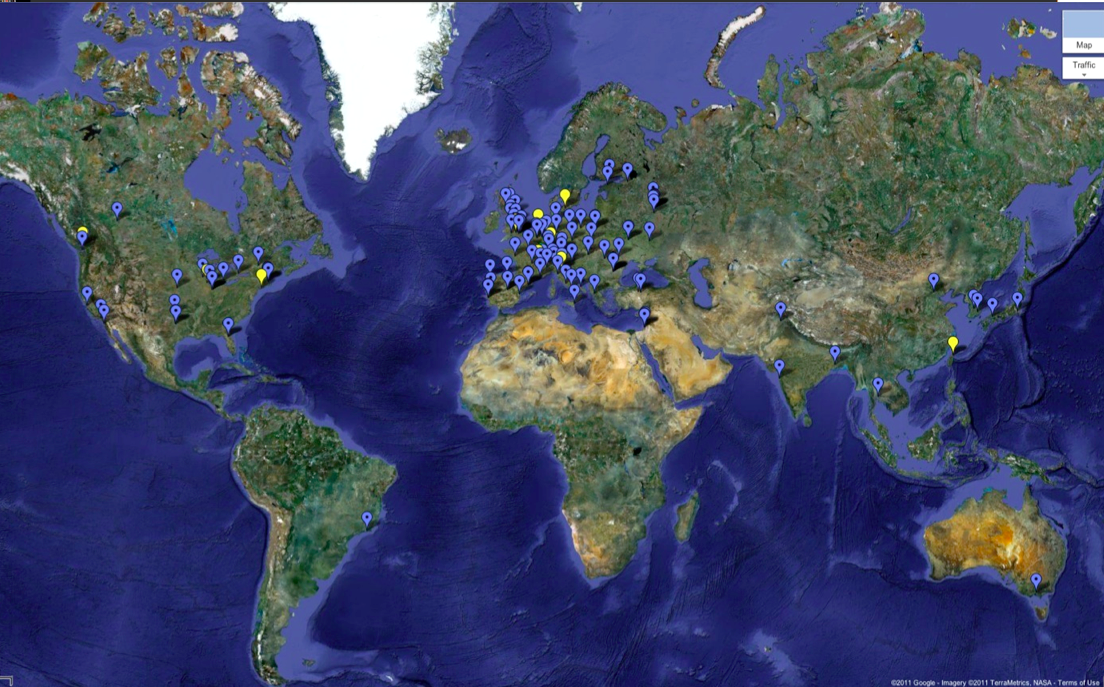 Map
Traffic
©2011 Google - Imagery ©2011 TerraMetrics, NASA - Terms of Use